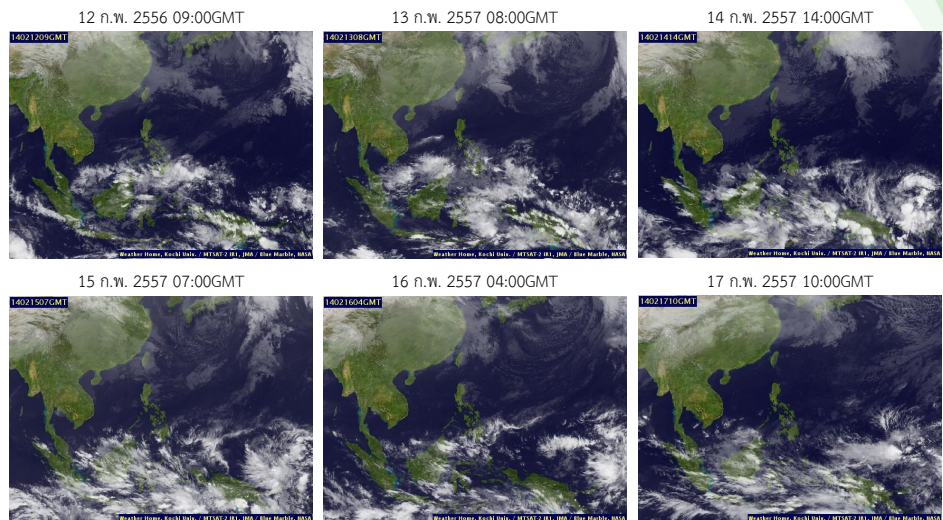 12 ก.พ. 2556 09:00GMT
13 ก.พ. 2557 08:00GMT
14 ก.พ. 2557 14:00GMT
14021209GMT
14021308GMT
14021414GMT
Weather Home, Kochi Univ. / MTSAT-2 IR1, JMA / Blue Marble, NASA
Weather Home, Kochi Univ. / MTSAT-2 IR1, JMA / Blue Marble, NASA
Weather Home, Kochi Univ. / MTSAT-2 IR1, JMA / Blue Marble, NASA
15 ก.พ. 2557 07:00GMT
16 ก.พ. 2557 04:00GMT
17 ก.พ. 2557 10:00GMT
14021507GMT
14021604GMT
14021710GMT
Weather Home, Kochi Univ. / MTSAT-2 IR1, JMA / Blue Marble, NASA
Weather Home, Kochi Univ. / MTSAT-2 IR1, JMA / Blue Marble, NASA
Weather Home, Kochi Univ. / MTSAT-2 IR1, JMA / Blue Marble, NASA